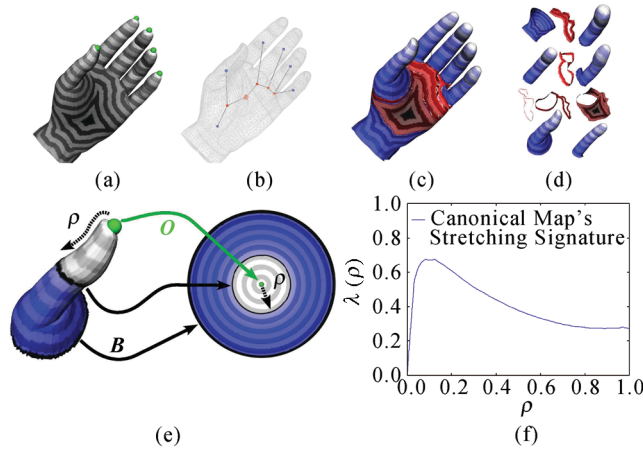 (a)
(b)
(c)
(d)
ρ
O
ρ
B
(e)
1.0
Canonical Map's
Stretching Signature
0.8
0.6
0.4
0.2
0.0
λ (ρ)
0.0 0.2 0.4 0.6 0.8 1.0
ρ
(f)